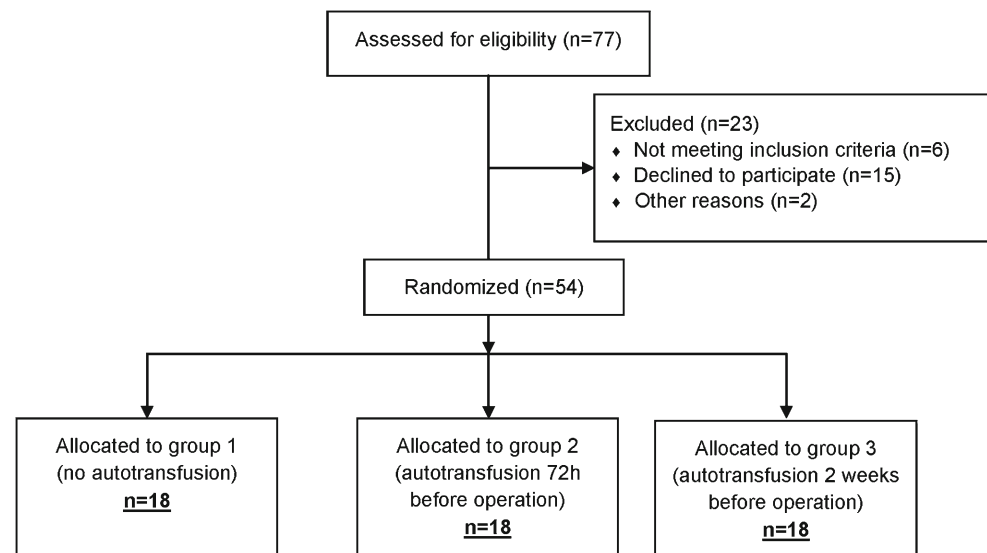 Assessed for eligibility (n=77)
Excluded (n=23)
♦ Not meeting inclusion criteria (n=6)
♦ Declined to participate (n=15)
♦ Other reasons (n=2)
Randomized (n=54)
Allocated to group 1
(no autotransfusion)
n=18
Allocated to group 2
(autotransfusion 72h
before operation)
n=18
Allocated to group 3
(autotransfusion 2 weeks
before operation)
n=18